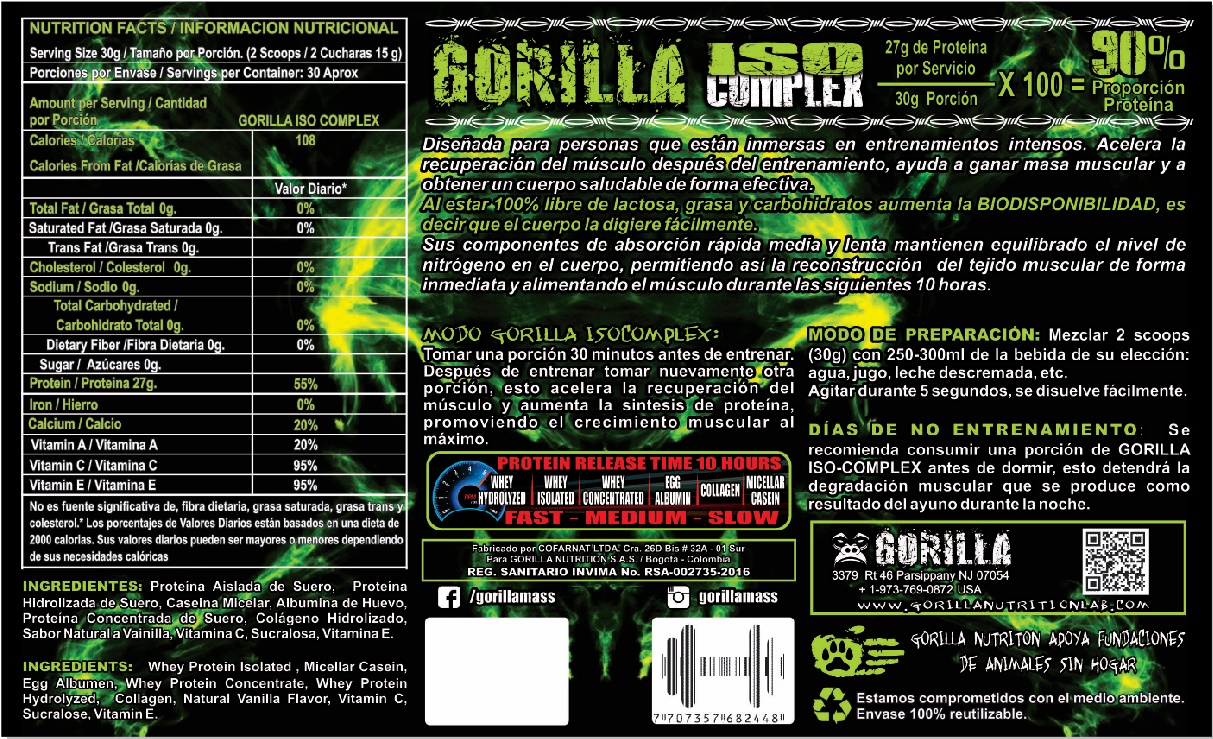 NUTRITION FACTS / INFORMACION NUTRICIONAL
Serving Size 30g / Tamaño por Porción. (2 Scoops / 2 Cucharas 15 g)
Porciones por Envase / Servings per Container: 30 Aprox
Amount per Serving / Cantidad
por Porción GORILLA ISO COMPLEX
Calories / Calorias 108
Calories From Fat /Calorías de Grasa
Valor Diario*
Total Fat / Grasa Total 0g. 0%
Saturated Fat /Grasa Saturada 0g. 0%
Trans Fat /Grasa Trans 0g.
Cholesterol / Colesterol 0g. 0%
Sodium / Sodio 0g. 0%
Total Carbohydrated /
Carbohidrato Total 0g. 0%
Dietary Fiber /Fibra Dietaria 0g. 0%
Sugar / Azúcares 0g.
Protein / Proteina 27g. 55%
Iron / Hierro 0%
Calcium / Calcio 20%
Vitamin A / Vitamina A 20%
Vitamin C / Vitamina C 95%
Vitamin E / Vitamina E 95%
No es fuente significativa de, fibra dietaria, grasa saturada, grasa trans y
colesterol.* Los porcentajes de Valores Diarios están basados en una dieta de
2000 calorias. Sus valores diarios pueden ser mayores o menores dependiendo
de sus necesidades calóricas
INGREDIENTES: Proteína Aislada de Suero, Proteína
Hidrolizada de Suero, Caseína Micelar, Albumina de Huevo,
Proteína Concentrada de Suero, Colágeno Hidrolizado,
Sabor Natural a Vainilla, Vitamina C, Sucralosa, Vitamina E.
INGREDIENTS: Whey Protein Isolated , Micellar Casein,
Egg Albumen, Whey Protein Concentrate, Whey Protein
Hydrolyzed, Collagen, Natural Vanilla Flavor, Vitamin C,
Sucralose, Vitamin E.
GORILLA ISO COMPLEX
27g de Proteína
por Servicio
30g Porción
X 100 =
90%
Proporción
Proteína
Diseñada para personas que están inmersas en entrenamientos intensos. Acelera la
recuperación del músculo después del entrenamiento, ayuda a ganar masa muscular y a
obtener un cuerpo saludable de forma efectiva.
Al estar 100% libre de lactosa, grasa y carbohidratos aumenta la BIODISPONIBILIDAD, es
decir que el cuerpo la digiere fácilmente.
Sus componentes de absorción rápida media y lenta mantienen equilibrado el nivel de
nitrógeno en el cuerpo, permitiendo así la reconstrucción del tejido muscular de forma
inmediata y alimentando el músculo durante las siguientes 10 horas.
MODO GORILLA ISOCOMPLEX:
Tomar una porción 30 minutos antes de entrenar.
Después de entrenar tomar nuevamente otra
porción, esto acelera la recuperación del
músculo y aumenta la síntesis de proteína,
promoviendo el crecimiento muscular al
máximo.
PROTEIN RELEASE TIME 10 HOURS
WHEY HYDROLYZED
WHEY ISOLATED
WHEY CONCENTRATED
EGG ALBUMIN
COLLAGEN
MICELLAR CASEIN
FAST - MEDIUM - SLOW
Fabricado por COFARNAT LTDA. Cra. 26D Bis # 32A - 01 Sur
Para GORILLA NUTRITION S.A.S. / Bogotá - Colombia
REG. SANITARIO INVIMA No. RSA-002735-2016
/gorillamass
gorillamass
7 707357 682448
MODO DE PREPARACIÓN: Mezclar 2 scoops
(30g) con 250-300ml de la bebida de su elección:
agua, jugo, leche descremada, etc.
Agitar durante 5 segundos, se disuelve fácilmente.
DÍAS DE NO ENTRENAMIENTO: Se
recomienda consumir una porción de GORILLA
ISO-COMPLEX antes de dormir, esto detendrá la
degradación muscular que se produce como
resultado del ayuno durante la noche.
GORILLA
3379 Rt 46 Parsippany NJ 07054
+ 1-973-769-0872 USA
WWW.GORILLANUTRITIONLAB.COM
GORILLA NUTRITON APOYA FUNDACIONES
DE ANIMALES SIN HOGAR
Estamos comprometidos con el medio ambiente.
Envase 100% reutilizable.